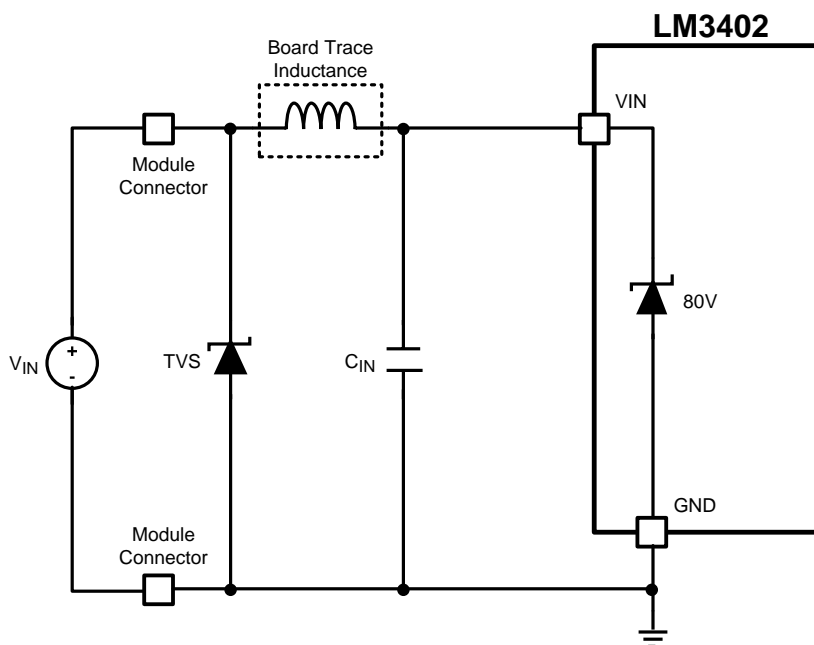 LM3402
Board Trace
Inductance
VIN
Module
Connector
80V
VIN
+
-
TVS
CIN
GND
Module
Connector